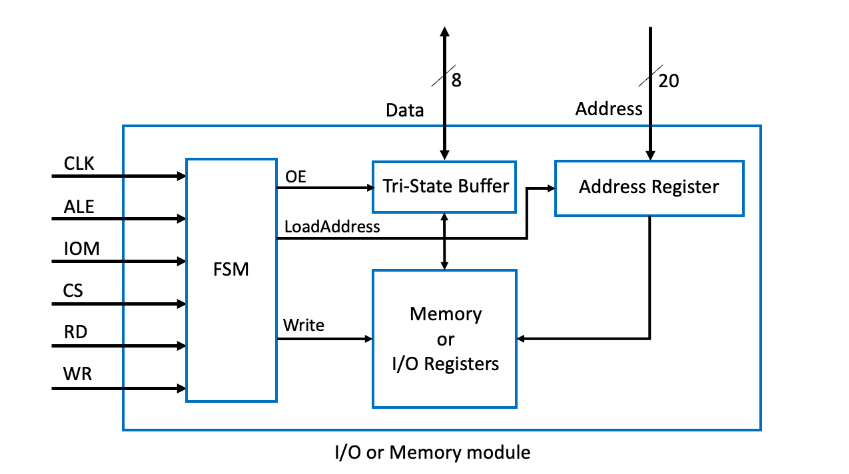 8
20
Data
Address
CLK
ALE
IOM
CS
RD
WR
FSM
OE
LoadAddress
Write
Tri-State Buffer
Address Register
Memory
or
I/O Registers
I/O or Memory module